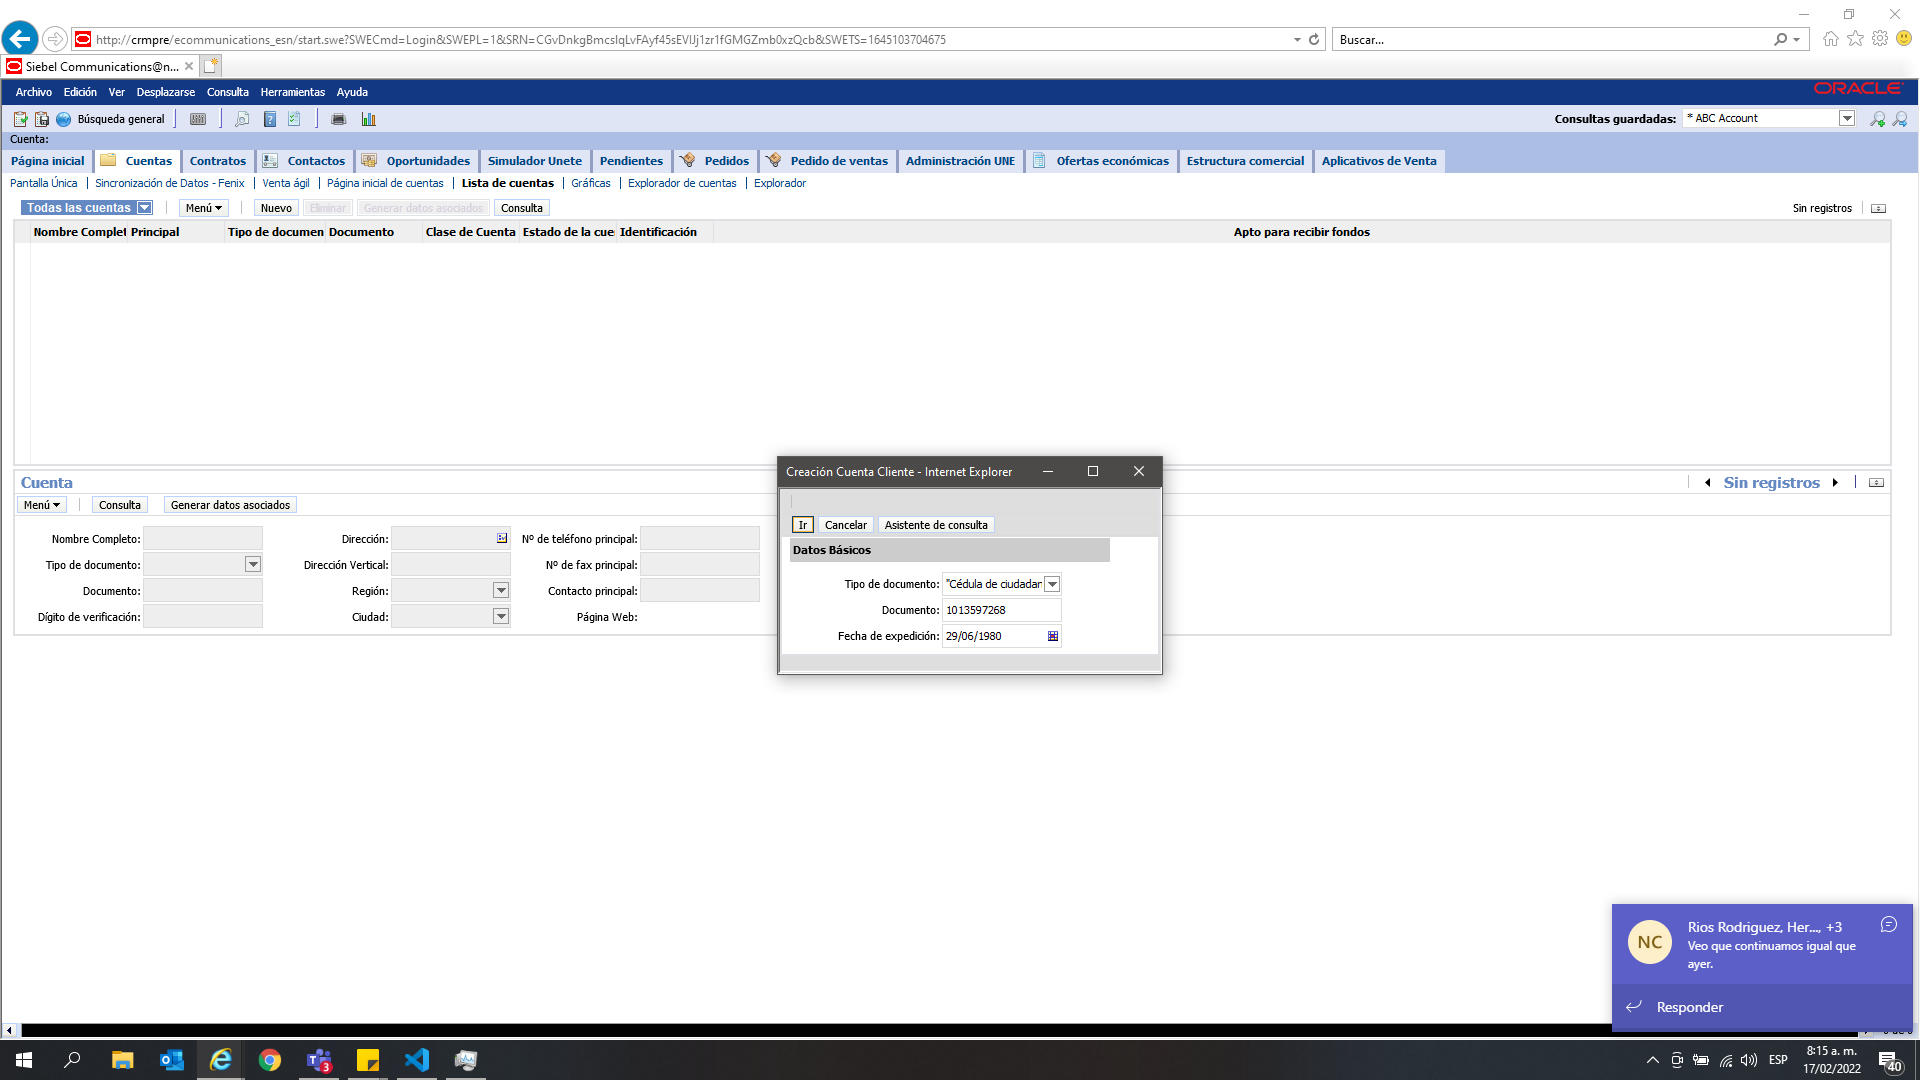 http://crmpre/ecommunications_esn/start.swe?SWECmd=Login&SWEPL=1&SRN=CGvDnkgBmcsIqLvFAyf45sEVIJj1zr1fGMGZmb0xzQcb&SWETS=1645103704675
Buscar...
Siebel Communications@n...
Archivo Edición Ver Desplazarse Consulta Herramientas Ayuda
ORACLE
Búsqueda general
Consultas guardadas: * ABC Account
Cuenta:
Página inicial Cuentas Contratos Contactos Oportunidades Simulador Unete Pendientes Pedidos Pedido de ventas Administración UNE Ofertas económicas Estructura comercial Aplicativos de Venta
Pantalla Única Sincronización de Datos - Fenix Venta ágil Página inicial de cuentas Lista de cuentas Gráficas Explorador de cuentas Explorador
Todas las cuentas Menú Nuevo Eliminar Generar datos asociados Consulta Sin registros
Nombre Complet Principal Tipo de documen Documento Clase de Cuenta Estado de la cue Identificación Apto para recibir fondos
Creación Cuenta Cliente - Internet Explorer
Ir Cancelar Asistente de consulta
Datos Básicos
Tipo de documento: "Cédula de ciudadan
Documento: 1013597268
Fecha de expedición: 29/06/1980
Cuenta Sin registros
Menú Consulta Generar datos asociados
Nombre Completo: Dirección: Nº de teléfono principal:
Tipo de documento: Dirección Vertical: Nº de fax principal:
Documento: Región: Contacto principal:
Dígito de verificación: Ciudad: Página Web:
NC
Rios Rodriguez, Her..., +3
Veo que continuamos igual que
ayer.
Responder
3
ESP
8:15 a. m.
17/02/2022
40